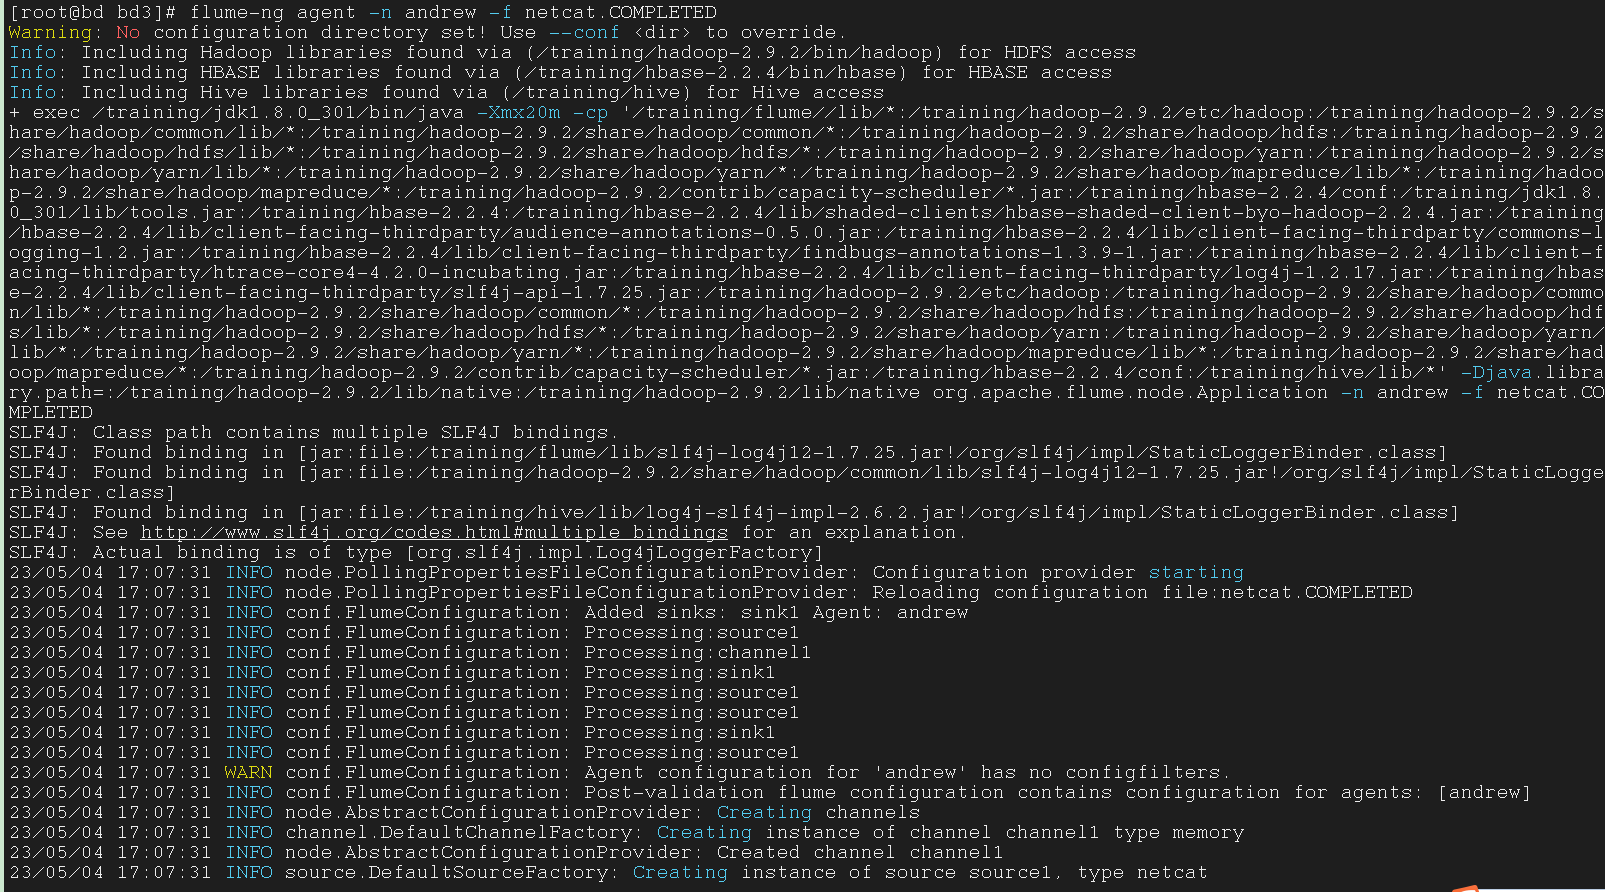 [root@bd bd3]# flume-ng agent -n andrew -f netcat.COMPLETED
Warning: No configuration directory set! Use --conf <dir> to override.
Info: Including Hadoop libraries found via (/training/hadoop-2.9.2/bin/hadoop) for HDFS access
Info: Including HBASE libraries found via (/training/hbase-2.2.4/bin/hbase) for HBASE access
Info: Including Hive libraries found via (/training/hive) for Hive access
+ exec /training/jdk1.8.0_301/bin/java -Xmx20m -cp '/training/flume//lib/*:/training/hadoop-2.9.2/etc/hadoop:/training/hadoop-2.9.2/s
hare/hadoop/common/lib/*:/training/hadoop-2.9.2/share/hadoop/common/*:/training/hadoop-2.9.2/share/hadoop/hdfs:/training/hadoop-2.9.2
/share/hadoop/hdfs/lib/*:/training/hadoop-2.9.2/share/hadoop/hdfs/*:/training/hadoop-2.9.2/share/hadoop/yarn:/training/hadoop-2.9.2/s
hare/hadoop/yarn/lib/*:/training/hadoop-2.9.2/share/hadoop/yarn/*:/training/hadoop-2.9.2/share/hadoop/mapreduce/lib/*:/training/hadoo
p-2.9.2/share/hadoop/mapreduce/*:/training/hadoop-2.9.2/contrib/capacity-scheduler/*.jar:/training/hbase-2.2.4/conf:/training/jdk1.8.
0_301/lib/tools.jar:/training/hbase-2.2.4:/training/hbase-2.2.4/lib/shaded-clients/hbase-shaded-client-byo-hadoop-2.2.4.jar:/training
/hbase-2.2.4/lib/client-facing-thirdparty/audience-annotations-0.5.0.jar:/training/hbase-2.2.4/lib/client-facing-thirdparty/commons-l
ogging-1.2.jar:/training/hbase-2.2.4/lib/client-facing-thirdparty/findbugs-annotations-1.3.9-1.jar:/training/hbase-2.2.4/lib/client-f
acing-thirdparty/htrace-core4-4.2.0-incubating.jar:/training/hbase-2.2.4/lib/client-facing-thirdparty/log4j-1.2.17.jar:/training/hbas
e-2.2.4/lib/client-facing-thirdparty/slf4j-api-1.7.25.jar:/training/hadoop-2.9.2/etc/hadoop:/training/hadoop-2.9.2/share/hadoop/commo
n/lib/*:/training/hadoop-2.9.2/share/hadoop/common/*:/training/hadoop-2.9.2/share/hadoop/hdfs:/training/hadoop-2.9.2/share/hadoop/hdf
s/lib/*:/training/hadoop-2.9.2/share/hadoop/hdfs/*:/training/hadoop-2.9.2/share/hadoop/yarn:/training/hadoop-2.9.2/share/hadoop/yarn/
lib/*:/training/hadoop-2.9.2/share/hadoop/yarn/*:/training/hadoop-2.9.2/share/hadoop/mapreduce/lib/*:/training/hadoop-2.9.2/share/had
oop/mapreduce/*:/training/hadoop-2.9.2/contrib/capacity-scheduler/*.jar:/training/hbase-2.2.4/conf:/training/hive/lib/*' -Djava.libra
ry.path=:/training/hadoop-2.9.2/lib/native:/training/hadoop-2.9.2/lib/native org.apache.flume.node.Application -n andrew -f netcat.CO
MPLETED
SLF4J: Class path contains multiple SLF4J bindings.
SLF4J: Found binding in [jar:file:/training/flume/lib/slf4j-log4j12-1.7.25.jar!/org/slf4j/impl/StaticLoggerBinder.class]
SLF4J: Found binding in [jar:file:/training/hadoop-2.9.2/share/hadoop/common/lib/slf4j-log4j12-1.7.25.jar!/org/slf4j/impl/StaticLogge
rBinder.class]
SLF4J: Found binding in [jar:file:/training/hive/lib/log4j-slf4j-impl-2.6.2.jar!/org/slf4j/impl/StaticLoggerBinder.class]
SLF4J: See http://www.slf4j.org/codes.html#multiple_bindings for an explanation.
SLF4J: Actual binding is of type [org.slf4j.impl.Log4jLoggerFactory]
23/05/04 17:07:31 INFO node.PollingPropertiesFileConfigurationProvider: Configuration provider starting
23/05/04 17:07:31 INFO node.PollingPropertiesFileConfigurationProvider: Reloading configuration file:netcat.COMPLETED
23/05/04 17:07:31 INFO conf.FlumeConfiguration: Added sinks: sink1 Agent: andrew
23/05/04 17:07:31 INFO conf.FlumeConfiguration: Processing:source1
23/05/04 17:07:31 INFO conf.FlumeConfiguration: Processing:channel1
23/05/04 17:07:31 INFO conf.FlumeConfiguration: Processing:sink1
23/05/04 17:07:31 INFO conf.FlumeConfiguration: Processing:source1
23/05/04 17:07:31 INFO conf.FlumeConfiguration: Processing:source1
23/05/04 17:07:31 INFO conf.FlumeConfiguration: Processing:sink1
23/05/04 17:07:31 INFO conf.FlumeConfiguration: Processing:source1
23/05/04 17:07:31 WARN conf.FlumeConfiguration: Agent configuration for 'andrew' has no configfilters.
23/05/04 17:07:31 INFO conf.FlumeConfiguration: Post-validation flume configuration contains configuration for agents: [andrew]
23/05/04 17:07:31 INFO node.AbstractConfigurationProvider: Creating channels
23/05/04 17:07:31 INFO channel.DefaultChannelFactory: Creating instance of channel channel1 type memory
23/05/04 17:07:31 INFO node.AbstractConfigurationProvider: Created channel channel1
23/05/04 17:07:31 INFO source.DefaultSourceFactory: Creating instance of source source1, type netcat